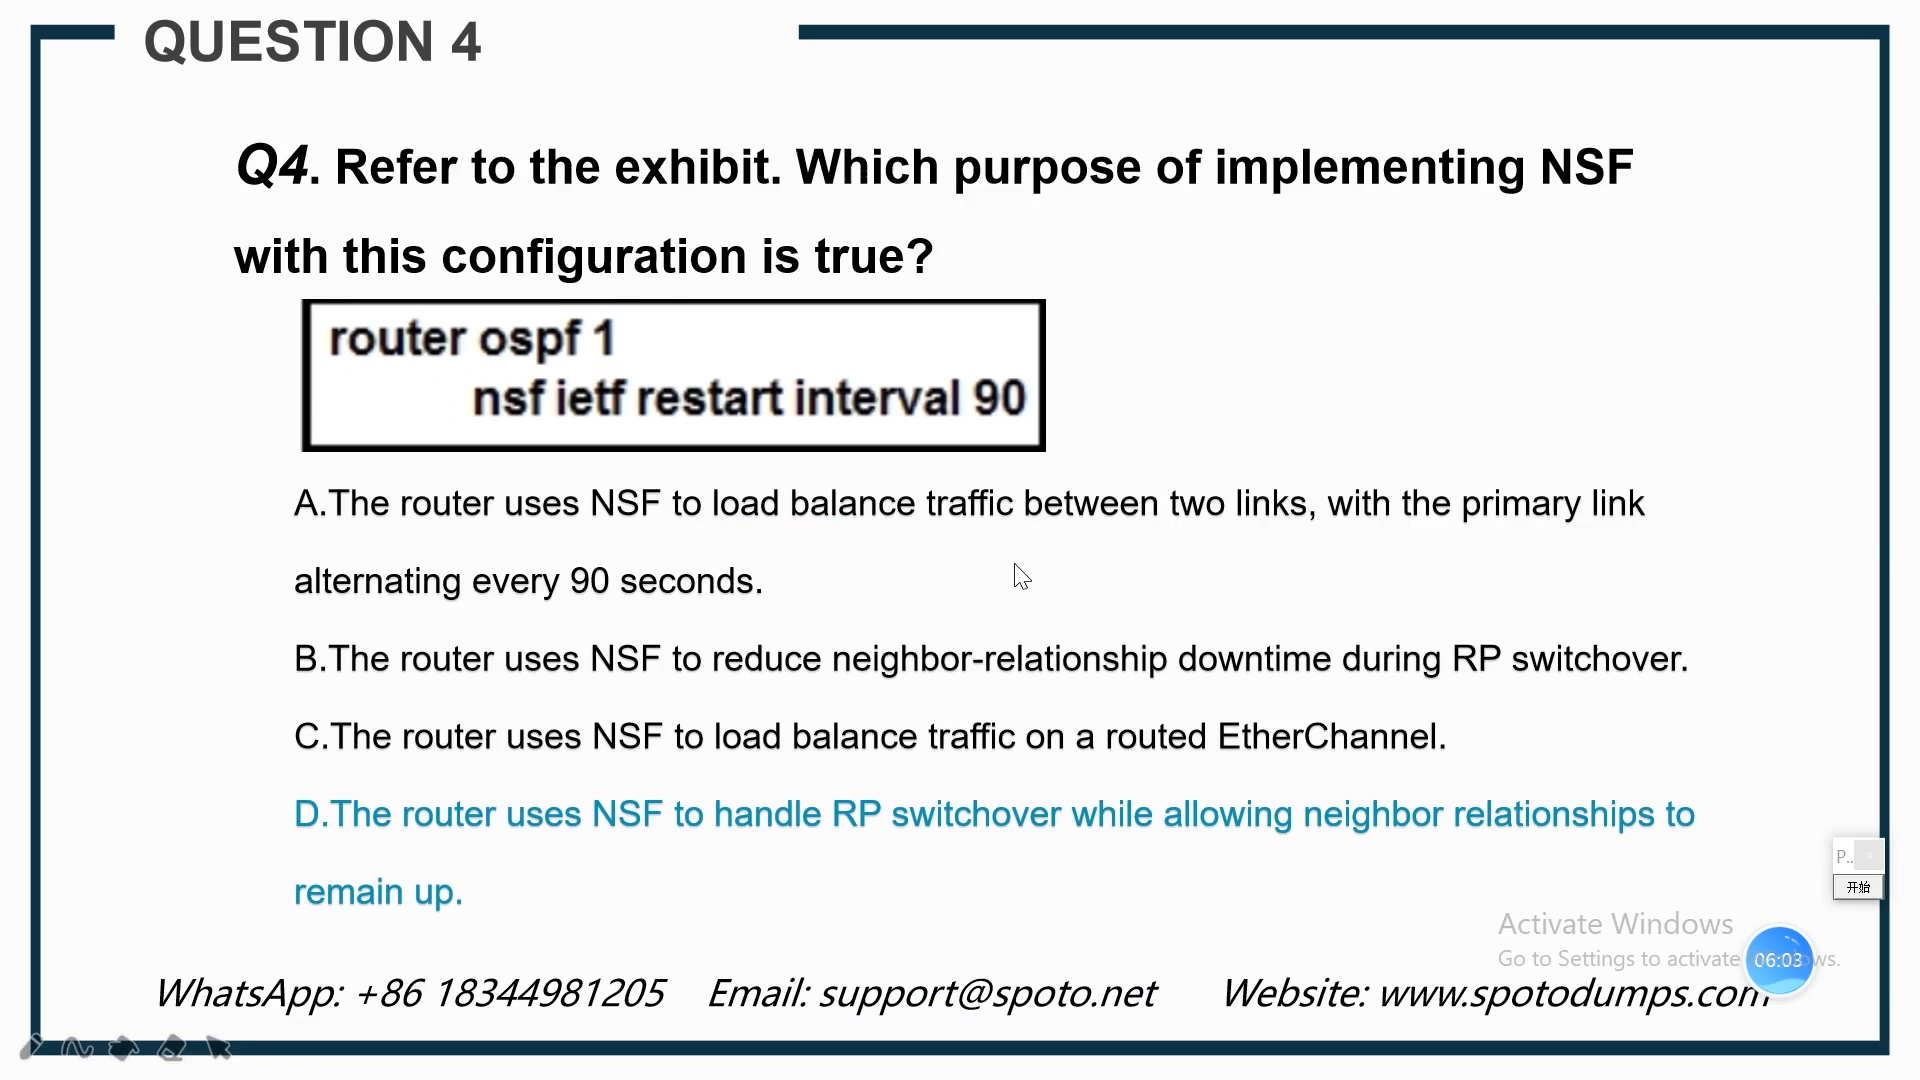 QUESTION 4
Q4. Refer to the exhibit. Which purpose of implementing NSF
with this configuration is true?
router ospf 1
nsf ietf restart interval 90
A.The router uses NSF to load balance traffic between two links, with the primary link
alternating every 90 seconds.
B.The router uses NSF to reduce neighbor-relationship downtime during RP switchover.
C.The router uses NSF to load balance traffic on a routed EtherChannel.
D.The router uses NSF to handle RP switchover while allowing neighbor relationships to
remain up.
P..
开始
Activate Windows
Go to Settings to activate
06:03
WhatsApp: +86 18344981205 Email: support@spoto.net Website: www.spotodumps.com